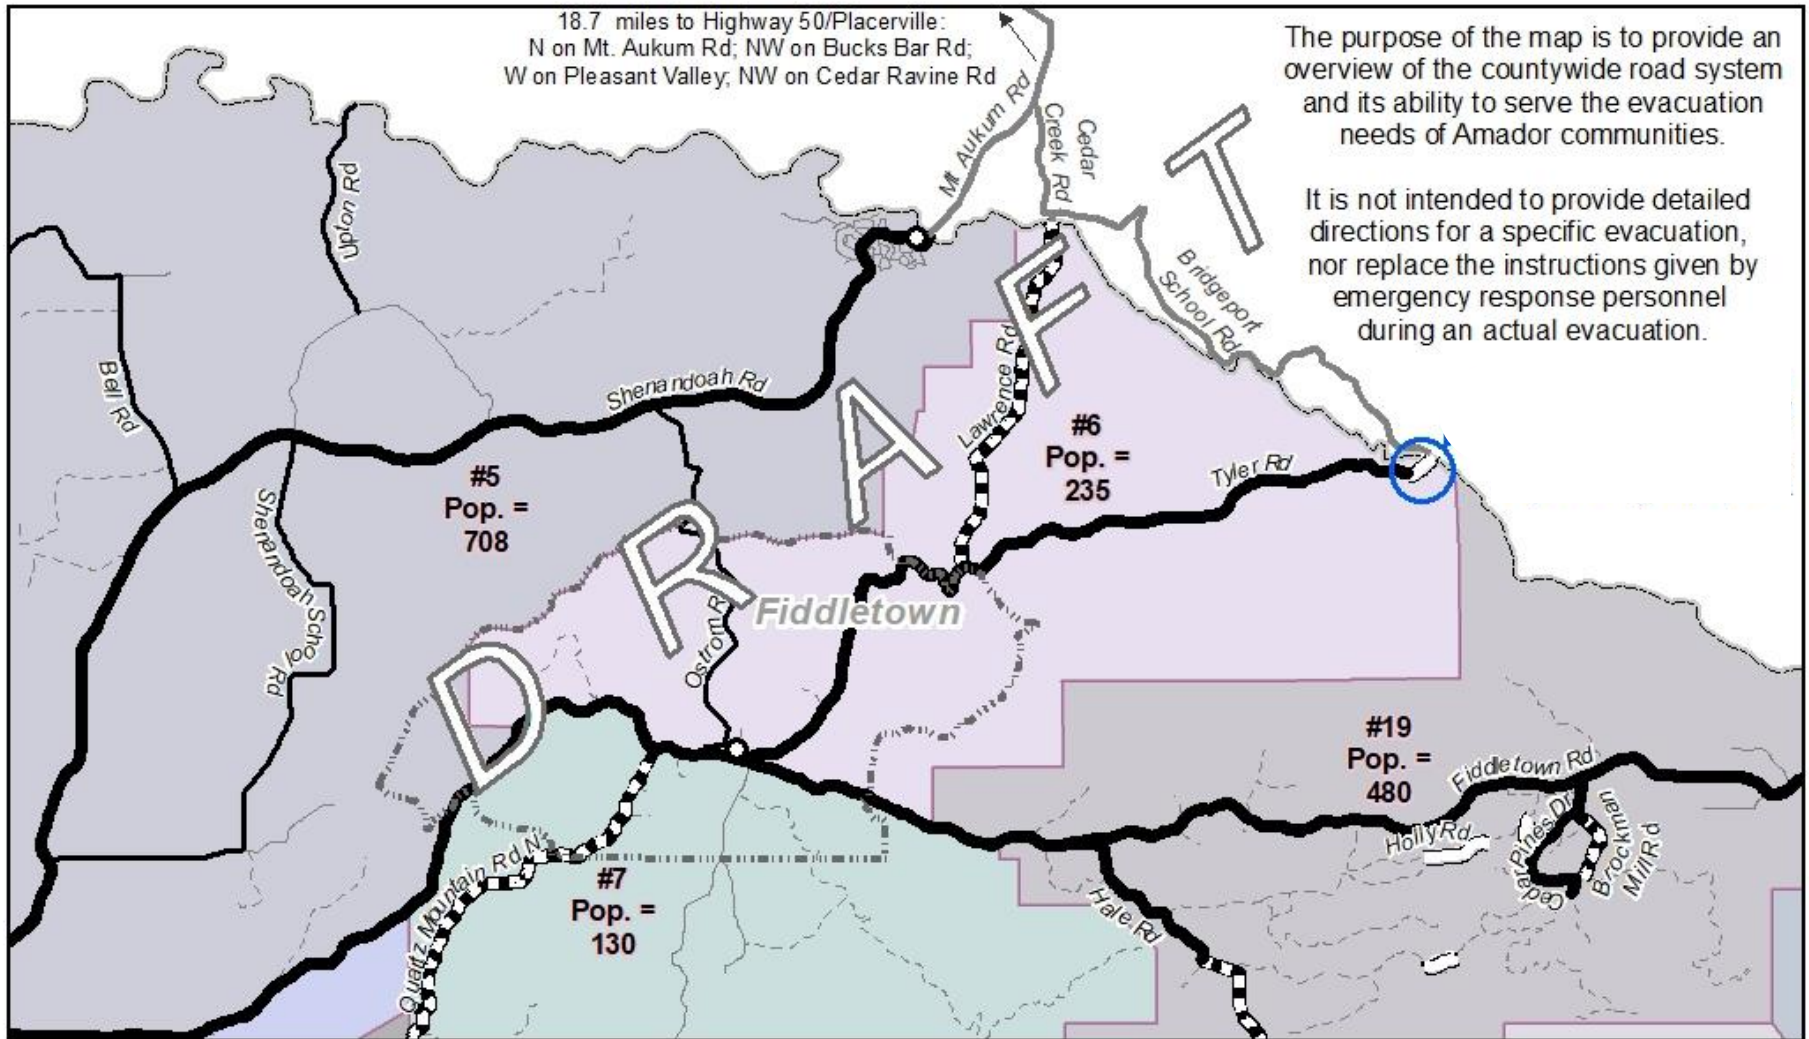 18.7 miles to Highway 50/Placerville:
N on Mt. Aukum Rd; NW on Bucks Bar Rd;
W on Pleasant Valley; NW on Cedar Ravine Rd
The purpose of the map is to provide an
overview of the countywide road system
and its ability to serve the evacuation
needs of Amador communities.
It is not intended to provide detailed
directions for a specific evacuation,
nor replace the instructions given by
emergency response personnel
during an actual evacuation.
Mt Aukum Rd
Cedar
Creek Rd
Upton Rd
Bridgeport
School Rd
Bell Rd
Shenandoah Rd
Lawrence Rd
DRAFT
#6
Pop. =
235
Tyler Rd
#5
Pop. =
708
Shenandoah School Rd
Ostrom R
Fiddletown
#19
Pop. =
480
Fiddletown Rd
Holly Rd
Cedar Pines Dr
Brockman
Mill Rd
Quartz Mountain Rd N
#7
Pop. =
130
Hale Rd